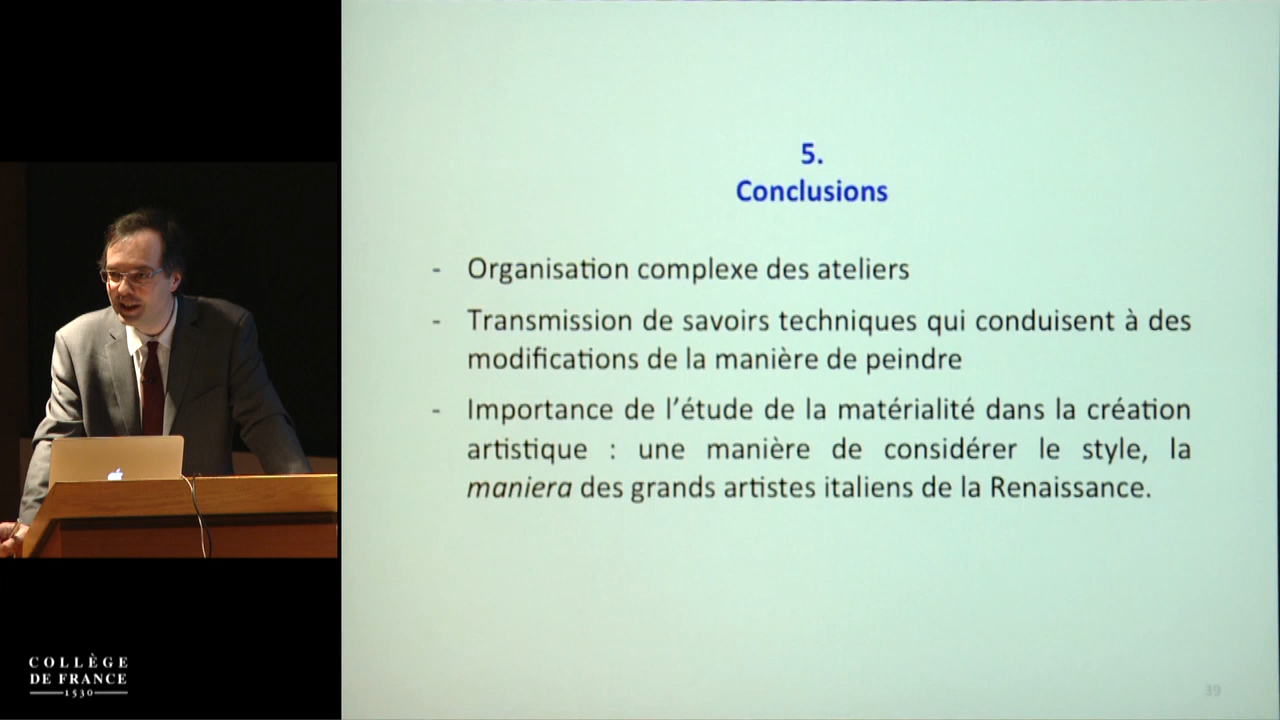 5.
Conclusions
- Organisation complexe des ateliers
- Transmission de savoirs techniques qui conduisent à des
modifications de la manière de peindre
- Importance de l'étude de la matérialité dans la création
artistique : une manière de considérer le style, la
maniera des grands artistes italiens de la Renaissance.
39
COLLÈGE
DE FRANCE
1530